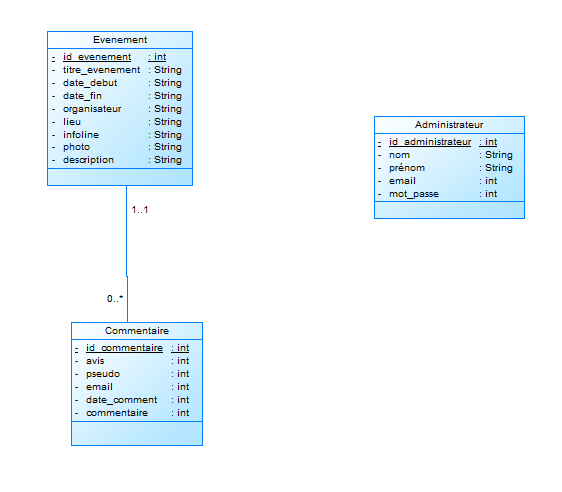 Evenement
- id_evenement : int
- titre_evenement : String
- date_debut : String
- date_fin : String
- organisateur : String
- lieu : String
- infoline : String
- photo : String
- description : String
1..1
0..*
Commentaire
- id_commentaire : int
- avis : int
- pseudo : int
- email : int
- date_comment : int
- commentaire : int
Administrateur
- id_administrateur : int
- nom : String
- prénom : String
- email : int
- mot_passe : int